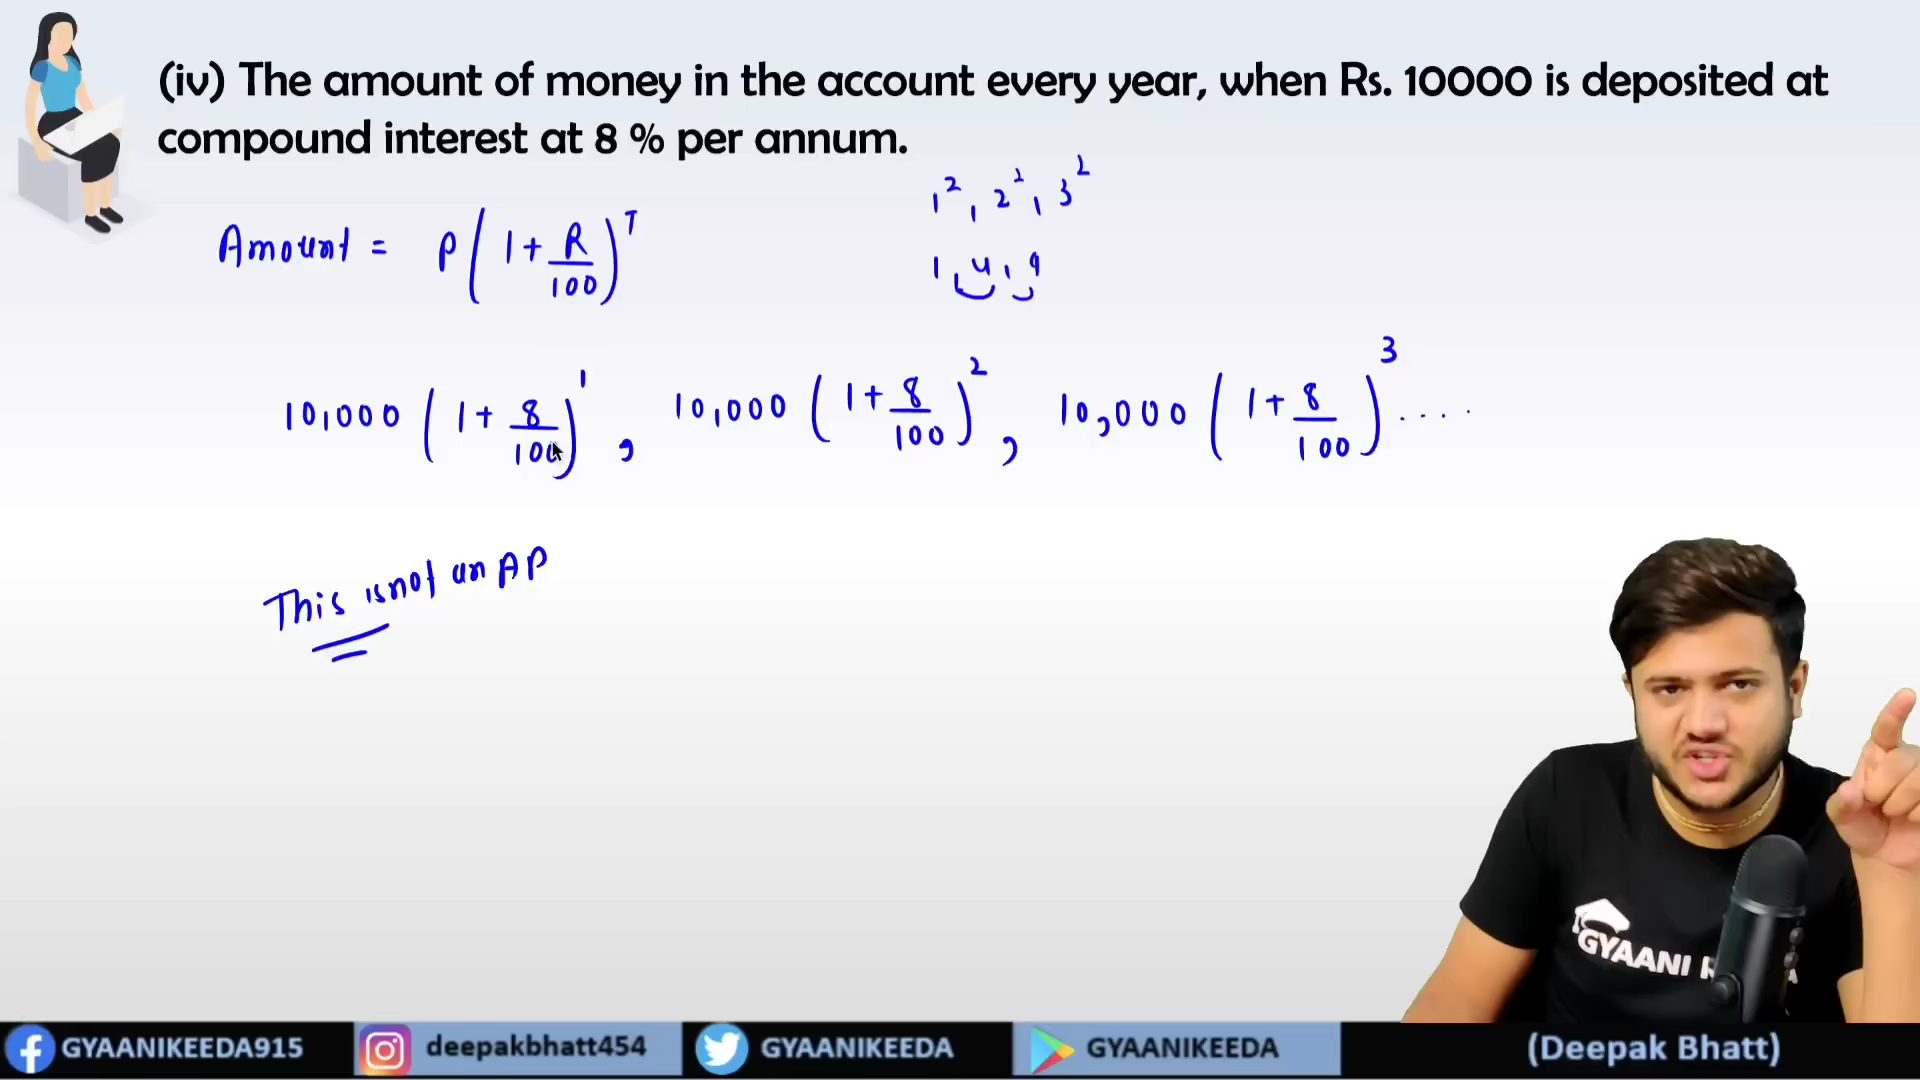 (iv) The amount of money in the account every year, when Rs. 10000 is deposited at
compound interest at 8 % per annum.
1², 2², 3²
Amount = P(1+R/100)^T
1, 4, 9
10,000 (1+8/100)^1, 10,000 (1+8/100)^2, 10,000 (1+8/100)^3 ....
This is not an AP
GYAANI
GYAANIKEEDA915
deepakbhatt454
GYAANIKEEDA
GYAANIKEEDA
(Deepak Bhatt)